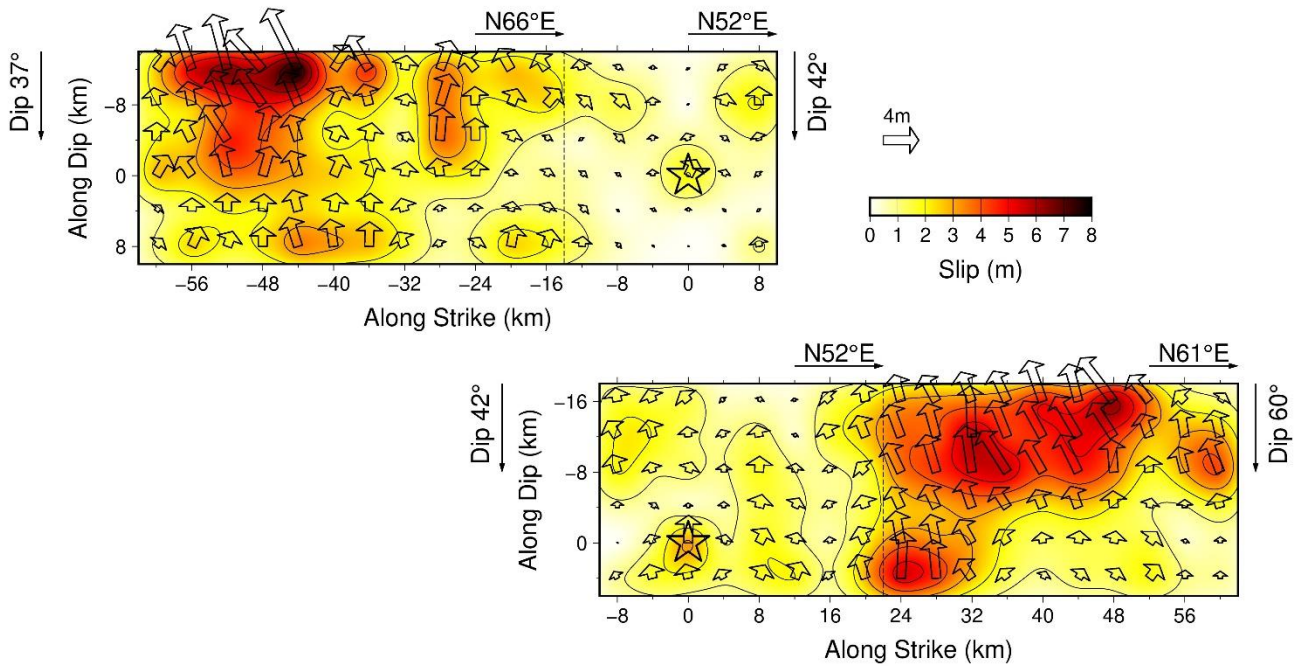 N66°E
N52°E
Dip 37°
Along Dip (km)
−8
0
8
Dip 42°
−56
−48
−40
−32
−24
−16
−8
0
8
Along Strike (km)
4m
0
1
2
3
4
5
6
7
8
Slip (m)
N52°E
N61°E
Dip 42°
Along Dip (km)
−16
−8
0
Dip 60°
−8
0
8
16
24
32
40
48
56
Along Strike (km)